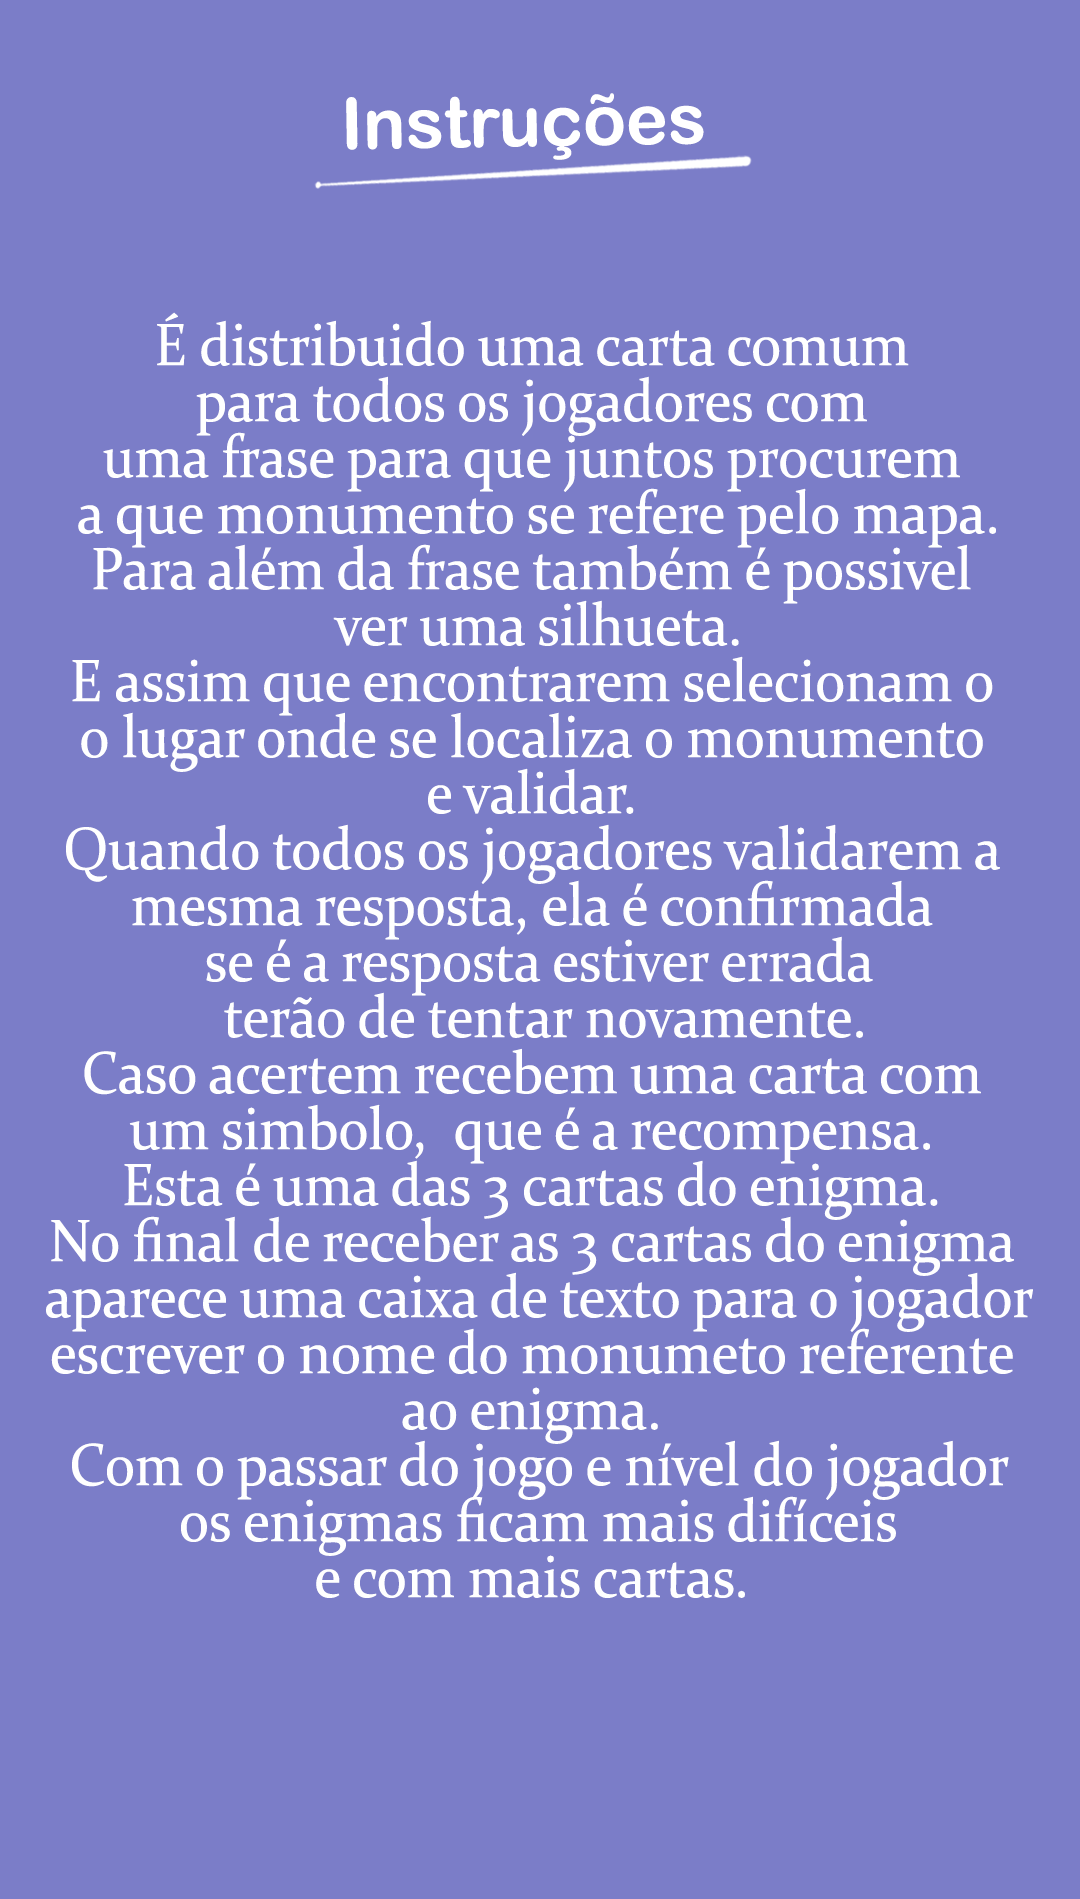 Instruções
É distribuido uma carta comum
para todos os jogadores com
uma frase para que juntos procurem
a que monumento se refere pelo mapa.
Para além da frase também é possivel
ver uma silhueta.
E assim que encontrarem selecionam o
o lugar onde se localiza o monumento
e validar.
Quando todos os jogadores validarem a
mesma resposta, ela é confirmada
se é a resposta estiver errada
terão de tentar novamente.
Caso acertem recebem uma carta com
um simbolo,  que é a recompensa.
Esta é uma das 3 cartas do enigma.
No final de receber as 3 cartas do enigma
aparece uma caixa de texto para o jogador
escrever o nome do monumeto referente
ao enigma.
Com o passar do jogo e nível do jogador
os enigmas ficam mais difíceis
e com mais cartas.